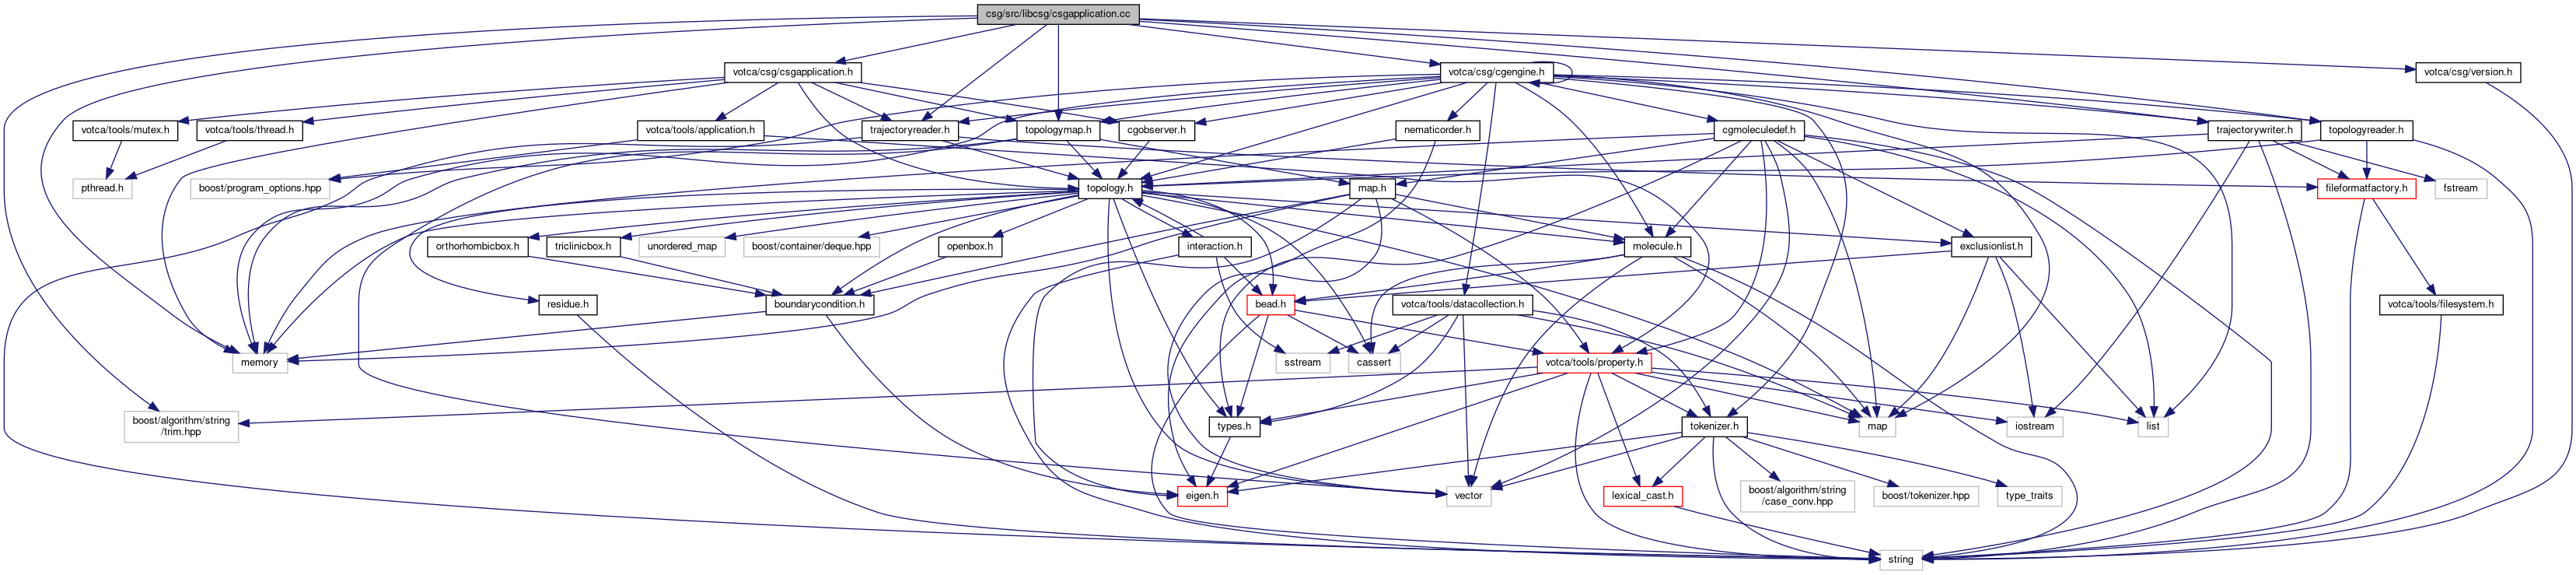 csg/src/libcsg/csgapplication.cc
votca/csg/csgapplication.h
votca/csg/cgengine.h
votca/csg/version.h
votca/tools/mutex.h
votca/tools/thread.h
votca/tools/application.h
trajectoryreader.h
topologymap.h
cgobserver.h
nematicorder.h
cgmoleculedef.h
trajectorywriter.h
topologyreader.h
pthread.h
boost/program_options.hpp
topology.h
map.h
fileformatfactory.h
fstream
orthorhombicbox.h
triclinicbox.h
unordered_map
boost/container/deque.hpp
openbox.h
interaction.h
molecule.h
exclusionlist.h
residue.h
boundarycondition.h
bead.h
votca/tools/datacollection.h
votca/tools/filesystem.h
memory
sstream
cassert
votca/tools/property.h
boost/algorithm/string
/trim.hpp
types.h
tokenizer.h
map
iostream
list
eigen.h
vector
lexical_cast.h
boost/algorithm/string
/case_conv.hpp
boost/tokenizer.hpp
type_traits
string